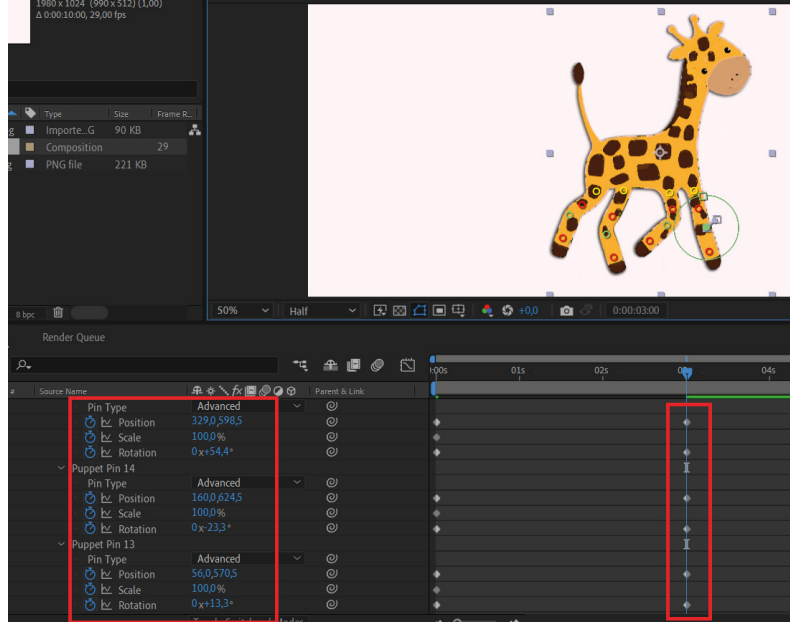 1980 x 1024 (990 x 512) (1,00)
Δ 0:00:10:00, 29,00 fps
Type Size Frame R...
g Importe...G 90 KB
Composition 29
g PNG file 221 KB
8 bpc
50% Half +0,0 0:00:03:00
Render Queue
:00s 01s 02s 04s
# Source Name fx Parent & Link
Pin Type Advanced
Position 329,0,598,5
Scale 100,0%
Rotation 0x+54,4°
Puppet Pin 14
Pin Type Advanced
Position 160,0,624,5
Scale 100,0%
Rotation 0x-23,3°
Puppet Pin 13
Pin Type Advanced
Position 56,0,570,5
Scale 100,0%
Rotation 0x+13,3°